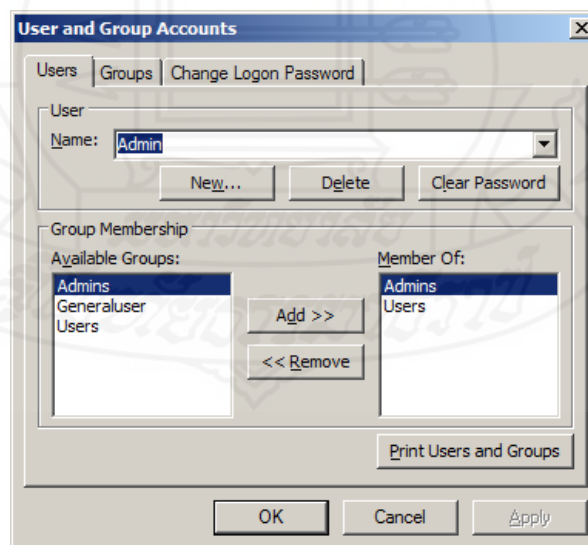 User and Group Accounts
Users Groups Change Logon Password
User
Name: Admin
New... Delete Clear Password
Group Membership
Available Groups: Member Of:
Admins Admins
Generaluser Users
Users
Add >>
<< Remove
Print Users and Groups
OK Cancel Apply